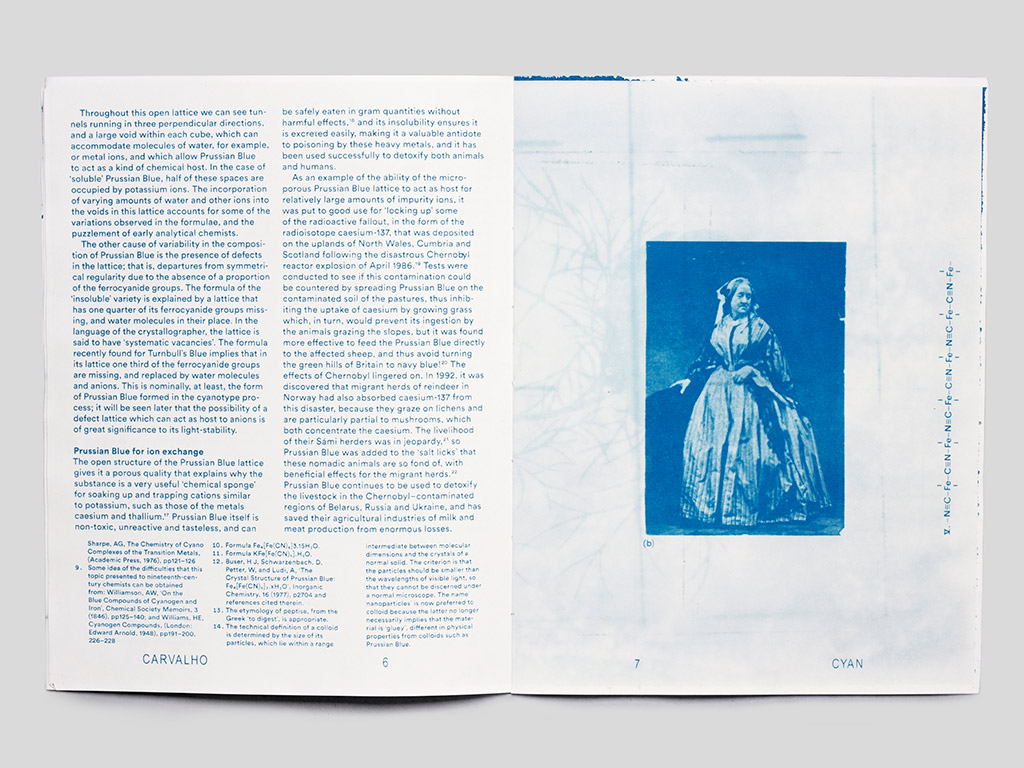 Throughout this open lattice we can see tun-
nels running in three perpendicular directions,
and a large void within each cube, which can
accommodate molecules of water, for example,
or metal ions, and which allow Prussian Blue
to act as a kind of chemical host. In the case of
'soluble' Prussian Blue, half of these spaces are
occupied by potassium ions. The incorporation
of varying amounts of water and other ions into
the voids in this lattice accounts for some of the
variations observed in the formulae, and the
puzzlement of early analytical chemists.
The other cause of variability in the composi-
tion of Prussian Blue is the presence of defects
in the lattice; that is, departures from symmetri-
cal regularity due to the absence of a proportion
of the ferrocyanide groups. The formula of the
'insoluble' variety is explained by a lattice that
has one quarter of its ferrocyanide groups miss-
ing, and water molecules in their place. In the
language of the crystallographer, the lattice is
said to have 'systematic vacancies'. The formula
recently found for Turnbull's Blue implies that in
its lattice one third of the ferrocyanide groups
are missing, and replaced by water molecules
and anions. This is nominally, at least, the form
of Prussian Blue formed in the cyanotype pro-
cess; it will be seen later that the possibility of a
defect lattice which can act as host to anions is
of great significance to its light-stability.
Prussian Blue for ion exchange
The open structure of the Prussian Blue lattice
gives it a porous quality that explains why the
substance is a very useful 'chemical sponge'
for soaking up and trapping cations similar
to potassium, such as those of the metals
caesium and thallium.¹⁷ Prussian Blue itself is
non-toxic, unreactive and tasteless, and can
be safely eaten in gram quantities without
harmful effects,¹⁸ and its insolubility ensures it
is excreted easily, making it a valuable antidote
to poisoning by these heavy metals, and it has
been used successfully to detoxify both animals
and humans.
As an example of the ability of the micro-
porous Prussian Blue lattice to act as host for
relatively large amounts of impurity ions, it
was put to good use for 'locking up' some
of the radioactive fallout, in the form of the
radioisotope caesium-137, that was deposited
on the uplands of North Wales, Cumbria and
Scotland following the disastrous Chernobyl
reactor explosion of April 1986.¹⁹ Tests were
conducted to see if this contamination could
be countered by spreading Prussian Blue on the
contaminated soil of the pastures, thus inhib-
iting the uptake of caesium by growing grass
which, in turn, would prevent its ingestion by
the animals grazing the slopes, but it was found
more effective to feed the Prussian Blue directly
to the affected sheep, and thus avoid turning
the green hills of Britain to navy blue!²⁰ The
effects of Chernobyl lingered on. In 1992, it was
discovered that migrant herds of reindeer in
Norway had also absorbed caesium-137 from
this disaster, because they graze on lichens and
are particularly partial to mushrooms, which
both concentrate the caesium. The livelihood
of their Sámi herders was in jeopardy,²¹ so
Prussian Blue was added to the 'salt licks' that
these nomadic animals are so fond of, with
beneficial effects for the migrant herds.²²
Prussian Blue continues to be used to detoxify
the livestock in the Chernobyl–contaminated
regions of Belarus, Russia and Ukraine, and has
saved their agricultural industries of milk and
meat production from enormous losses.
Sharpe, AG, The Chemistry of Cyano
Complexes of the Transition Metals,
(Academic Press, 1976), pp121–126
9. Some idea of the difficulties that this
topic presented to nineteenth-cen-
tury chemists can be obtained
from: Williamson, AW, 'On the
Blue Compounds of Cyanogen and
Iron', Chemical Society Memoirs, 3
(1846), pp125–140; and Williams, HE,
Cyanogen Compounds, (London:
Edward Arnold, 1948), pp191–200,
226–228
10. Formula Fe₄[Fe(CN)₆]3.15H₂O.
11. Formula KFe[Fe(CN)₆].H₂O.
12. Buser, H J, Schwarzenbach, D,
Petter, W, and Ludi, A, 'The
Crystal Structure of Prussian Blue:
Fe₄[Fe(CN)₆]₃.xH₂O', Inorganic
Chemistry, 16 (1977), p2704 and
references cited therein.
13. The etymology of peptise, from the
Greek 'to digest', is appropriate.
14. The technical definition of a colloid
is determined by the size of its
particles, which lie within a range
intermediate between molecular
dimensions and the crystals of a
normal solid. The criterion is that
the particles should be smaller than
the wavelengths of visible light, so
that they cannot be discerned under
a normal microscope. The name
nanoparticles is now preferred to
colloid because the latter no longer
necessarily implies that the mate-
rial is 'gluey', different in physical
properties from colloids such as
Prussian Blue.
CARVALHO
6
(b)
V. –N≡C–Fe–C≡N–Fe–N≡C–Fe–C≡N–Fe–N≡C–Fe–C≡N–Fe–
7
CYAN